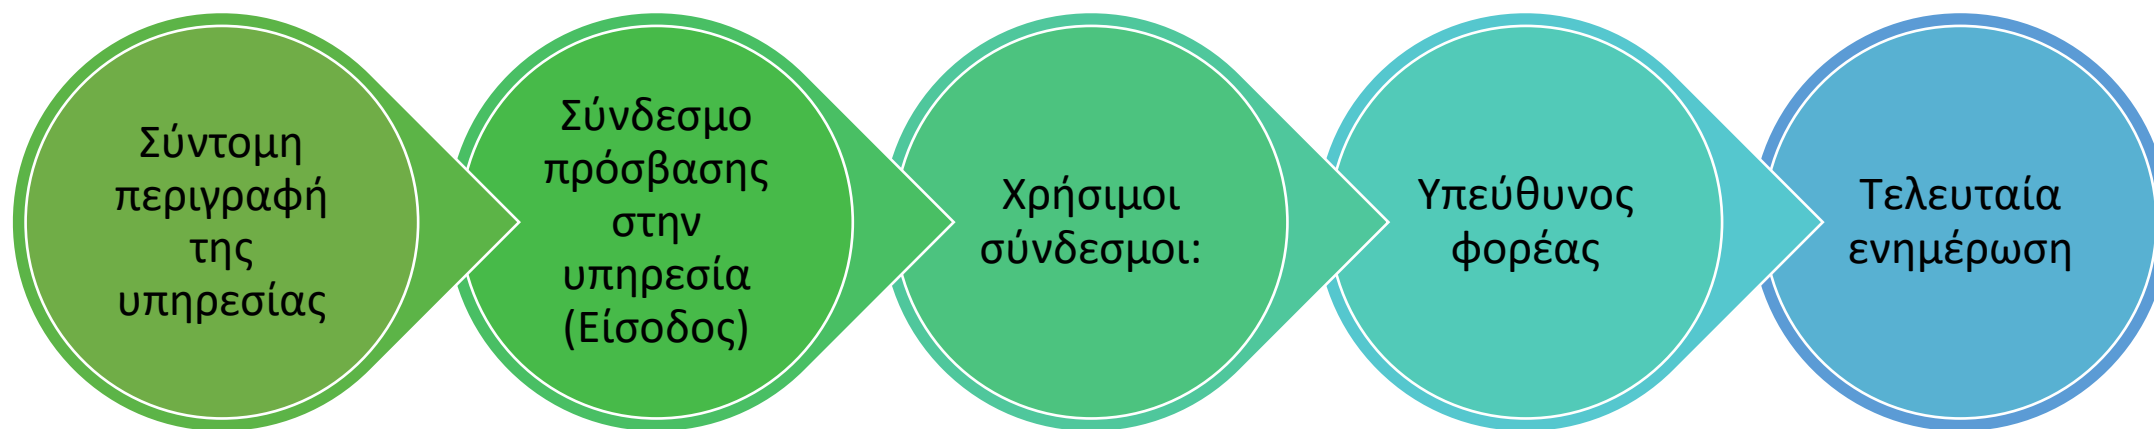 Σύντομη
περιγραφή
της
υπηρεσίας
Σύνδεσμο
πρόσβασης
στην
υπηρεσία
(Είσοδος)
Χρήσιμοι
σύνδεσμοι:
Υπεύθυνος
φορέας
Τελευταία
ενημέρωση